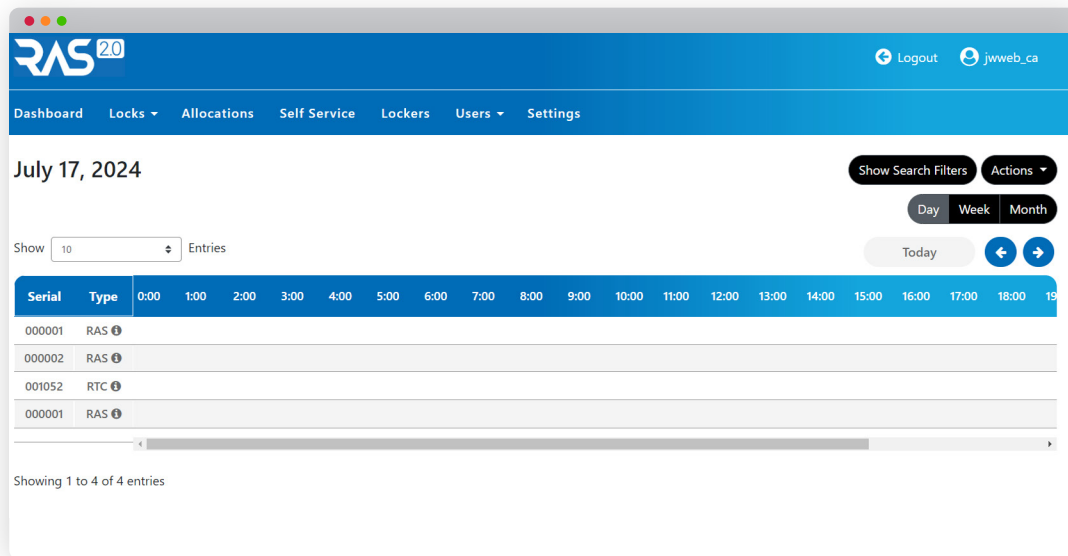 RAS 2.0
Logout jwweb_ca
Dashboard Locks Allocations Self Service Lockers Users Settings
July 17, 2024
Show Search Filters Actions
Day Week Month
Show 10 Entries
Today
Serial Type 0:00 1:00 2:00 3:00 4:00 5:00 6:00 7:00 8:00 9:00 10:00 11:00 12:00 13:00 14:00 15:00 16:00 17:00 18:00 19
000001 RAS
000002 RAS
001052 RTC
000001 RAS
Showing 1 to 4 of 4 entries